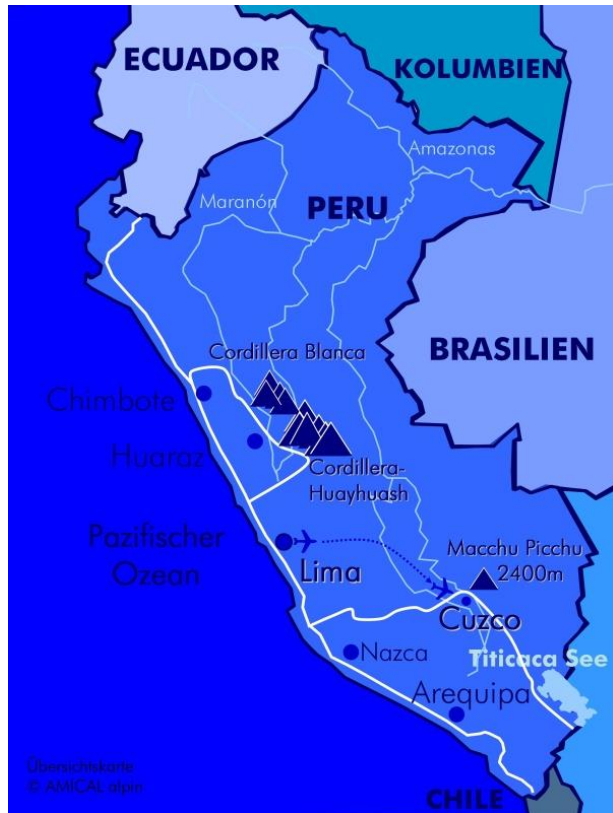 ECUADOR
KOLUMBIEN
Amazonas
Maranón
PERU
BRASILIEN
Cordillera Blanca
Chimbote
Huaraz
Cordillera-
Huayhuash
Pazifischer
Ozean
Lima
Macchu Picchu
2400m
Cuzco
Nazca
Titicaca See
Arequipa
Übersichtskarte
© AMICAL alpin
CHILE